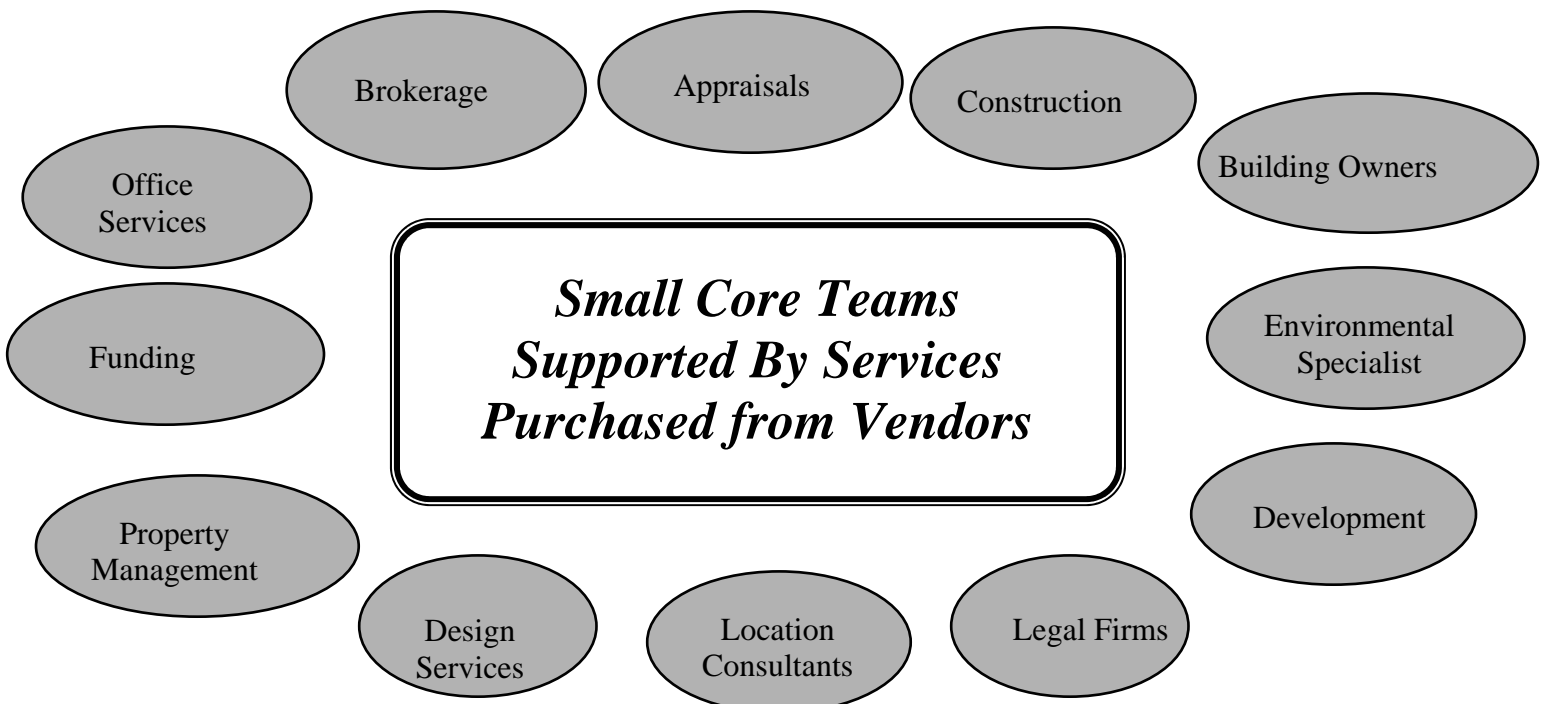 Brokerage
Appraisals
Construction
Building Owners
Office
Services
Small Core Teams
Supported By Services
Purchased from Vendors
Environmental
Specialist
Funding
Development
Property
Management
Design
Services
Location
Consultants
Legal Firms